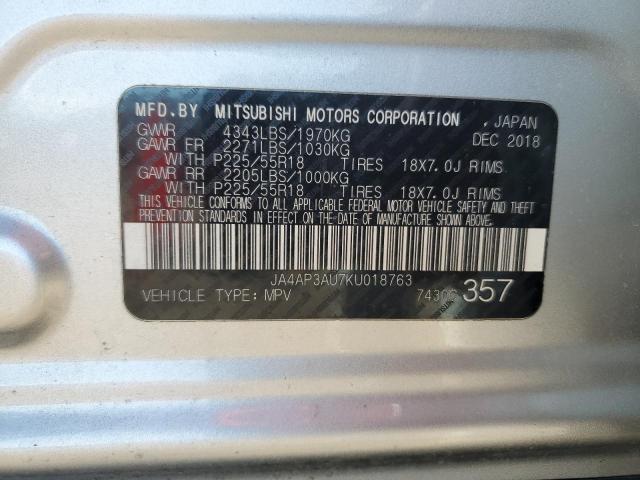 MFD.BY MITSUBISHI MOTORS CORPORATION , JAPAN
GVWR 4343LBS/1970KG DEC 2018
GAWR FR 2271LBS/1030KG
WITH P225/55R18 TIRES 18X7.0J RIMS
GAWR RR 2205LBS/1000KG
WITH P225/55R18 TIRES 18X7.0J RIMS
THIS VEHICLE CONFORMS TO ALL APPLICABLE FEDERAL MOTOR VEHICLE SAFETY AND THEFT
PREVENTION STANDARDS IN EFFECT ON THE DATE OF MANUFACTURE SHOWN ABOVE.
JA4AP3AU7KU018763
VEHICLE TYPE: MPV 357